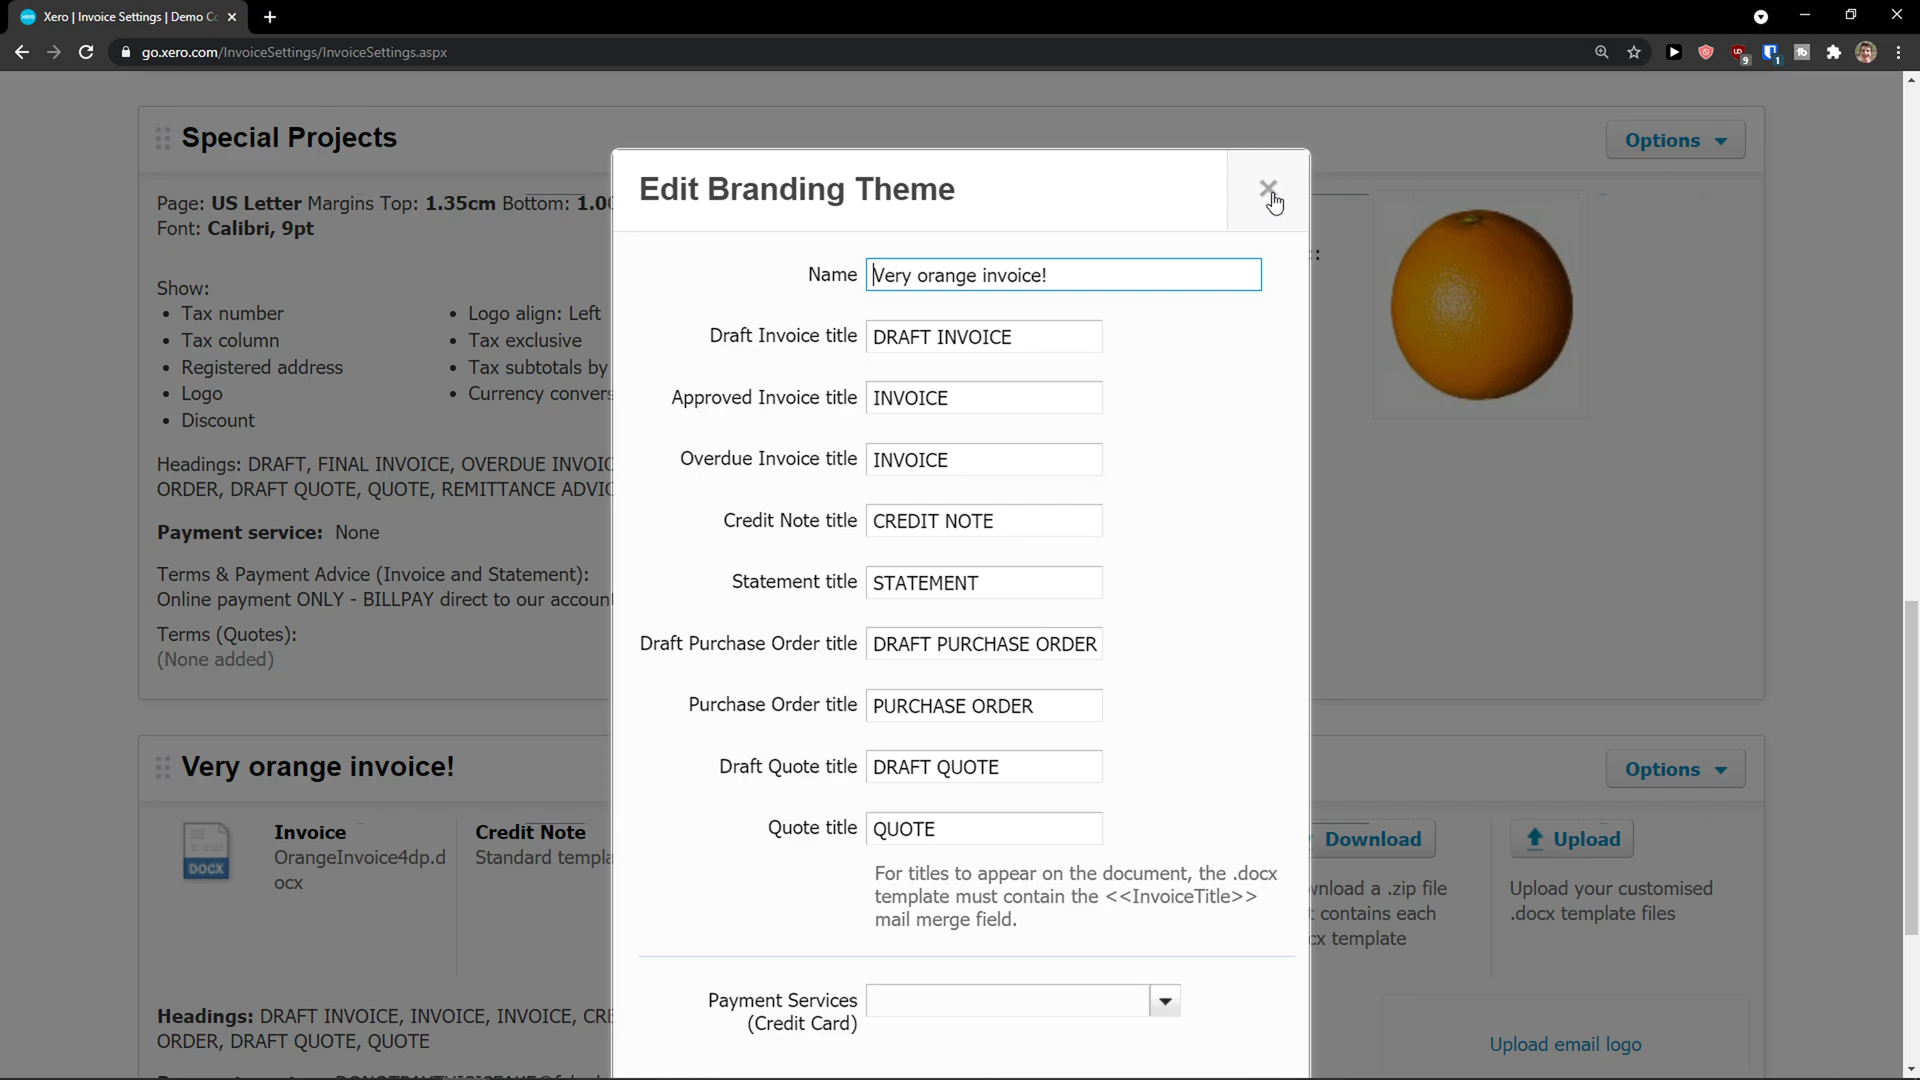 Xero | Invoice Settings | Demo C
go.xero.com/InvoiceSettings/InvoiceSettings.aspx
9
1
Special Projects
Options
Page: US Letter Margins Top: 1.35cm Bottom: 1.0
Font: Calibri, 9pt
Show:
• Tax number
• Tax column
• Registered address
• Logo
• Discount
• Logo align: Left
• Tax exclusive
• Tax subtotals by
• Currency convers
Headings: DRAFT, FINAL INVOICE, OVERDUE INVOIC
ORDER, DRAFT QUOTE, QUOTE, REMITTANCE ADVIC
Payment service: None
Terms & Payment Advice (Invoice and Statement):
Online payment ONLY - BILLPAY direct to our accoun
Terms (Quotes):
(None added)
Very orange invoice!
Options
DOCX
Invoice
OrangeInvoice4dp.d
ocx
Credit Note
Standard templa
Download
wnload a .zip file
t contains each
cx template
Upload
Upload your customised
.docx template files
Headings: DRAFT INVOICE, INVOICE, INVOICE, CRE
ORDER, DRAFT QUOTE, QUOTE
Upload email logo
Edit Branding Theme
Name Very orange invoice!
Draft Invoice title DRAFT INVOICE
Approved Invoice title INVOICE
Overdue Invoice title INVOICE
Credit Note title CREDIT NOTE
Statement title STATEMENT
Draft Purchase Order title DRAFT PURCHASE ORDER
Purchase Order title PURCHASE ORDER
Draft Quote title DRAFT QUOTE
Quote title QUOTE
For titles to appear on the document, the .docx
template must contain the <<InvoiceTitle>>
mail merge field.
Payment Services
(Credit Card)